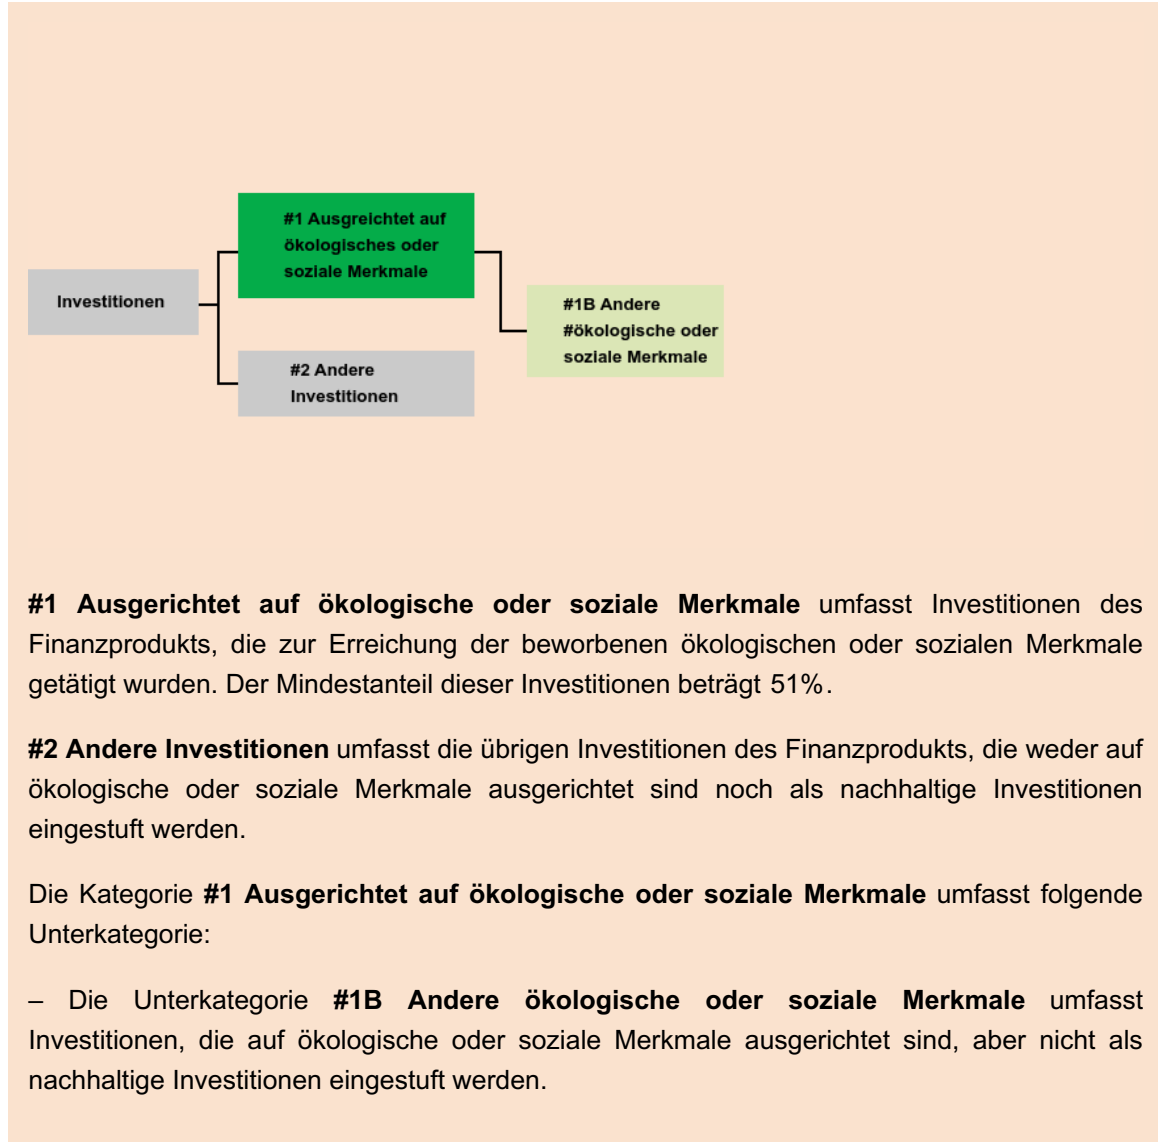 #1 Ausgreichtet auf
ökologisches oder
soziale Merkmale
Investitionen
#1B Andere
#ökologische oder
soziale Merkmale
#2 Andere
Investitionen
#1 Ausgerichtet auf ökologische oder soziale Merkmale umfasst Investitionen des
Finanzprodukts, die zur Erreichung der beworbenen ökologischen oder sozialen Merkmale
getätigt wurden. Der Mindestanteil dieser Investitionen beträgt 51%.
#2 Andere Investitionen umfasst die übrigen Investitionen des Finanzprodukts, die weder auf
ökologische oder soziale Merkmale ausgerichtet sind noch als nachhaltige Investitionen
eingestuft werden.
Die Kategorie #1 Ausgerichtet auf ökologische oder soziale Merkmale umfasst folgende
Unterkategorie:
– Die Unterkategorie #1B Andere ökologische oder soziale Merkmale umfasst
Investitionen, die auf ökologische oder soziale Merkmale ausgerichtet sind, aber nicht als
nachhaltige Investitionen eingestuft werden.